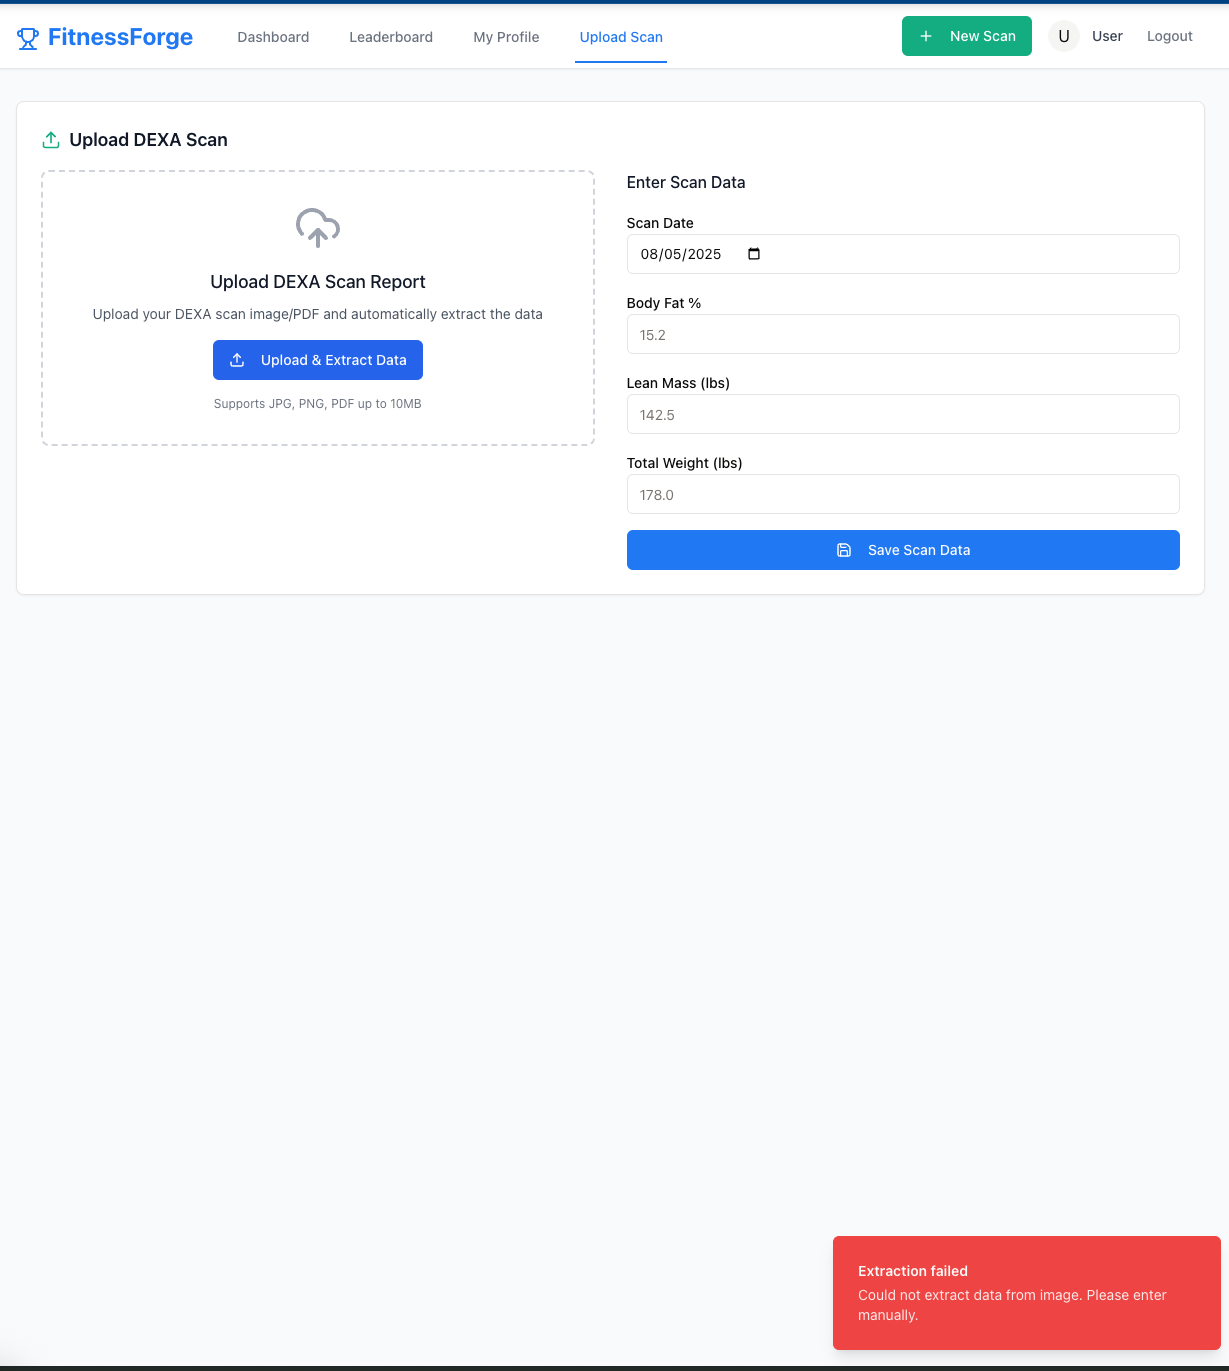 FitnessForge
Dashboard
Leaderboard
My Profile
Upload Scan
New Scan
U
User
Logout
Upload DEXA Scan
Upload DEXA Scan Report
Upload your DEXA scan image/PDF and automatically extract the data
Upload & Extract Data
Supports JPG, PNG, PDF up to 10MB
Enter Scan Data
Scan Date
08/05/2025
Body Fat %
15.2
Lean Mass (lbs)
142.5
Total Weight (lbs)
178.0
Save Scan Data
Extraction failed
Could not extract data from image. Please enter
manually.